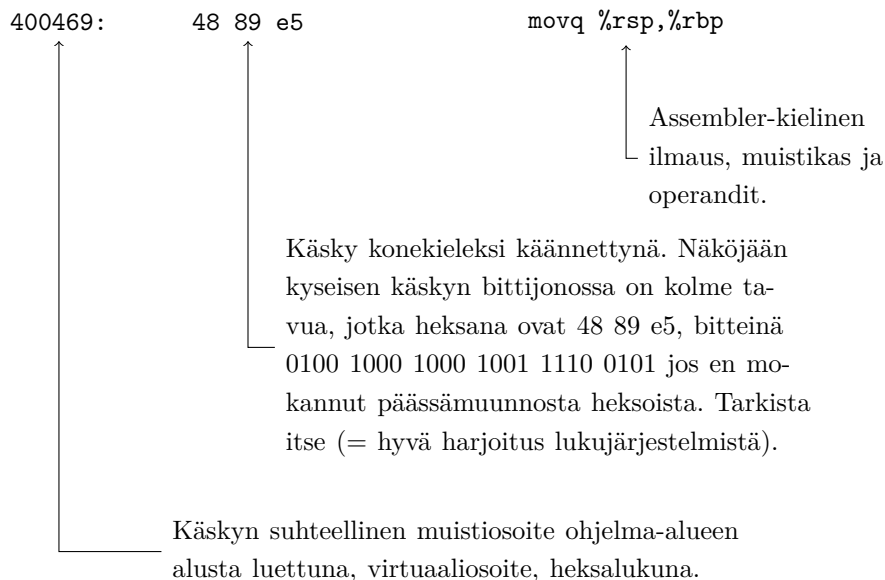 400469: 48 89 e5 movq %rsp,%rbp
Assembler-kielinen
ilmaus, muistikas ja
operandit.
Käsky konekieleksi käännettynä. Näköjään
kyseisen käskyn bittijonossa on kolme ta-
vua, jotka heksana ovat 48 89 e5, bitteinä
0100 1000 1000 1001 1110 0101 jos en mo-
kannut päässämuunnosta heksoista. Tarkista
itse (= hyvä harjoitus lukujärjestelmistä).
Käskyn suhteellinen muistiosoite ohjelma-alueen
alusta luettuna, virtuaaliosoite, heksalukuna.